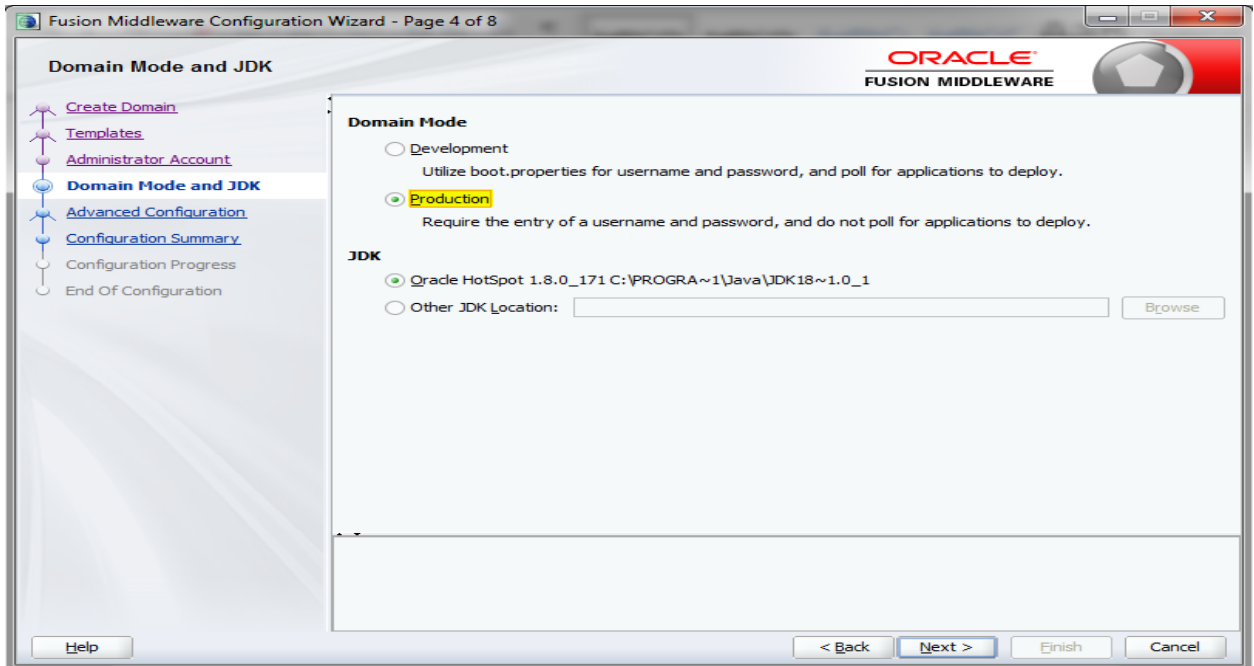 Fusion Middleware Configuration Wizard - Page 4 of 8
Domain Mode and JDK
ORACLE
FUSION MIDDLEWARE
Create Domain
Templates
Administrator Account
Domain Mode and JDK
Advanced Configuration
Configuration Summary
Configuration Progress
End Of Configuration
Domain Mode
Development
Utilize boot.properties for username and password, and poll for applications to deploy.
Production
Require the entry of a username and password, and do not poll for applications to deploy.
JDK
Oracle HotSpot 1.8.0_171 C:\PROGRA~1\Java\JDK18~1.0_1
Other JDK Location:
Browse
Help
< Back
Next >
Finish
Cancel